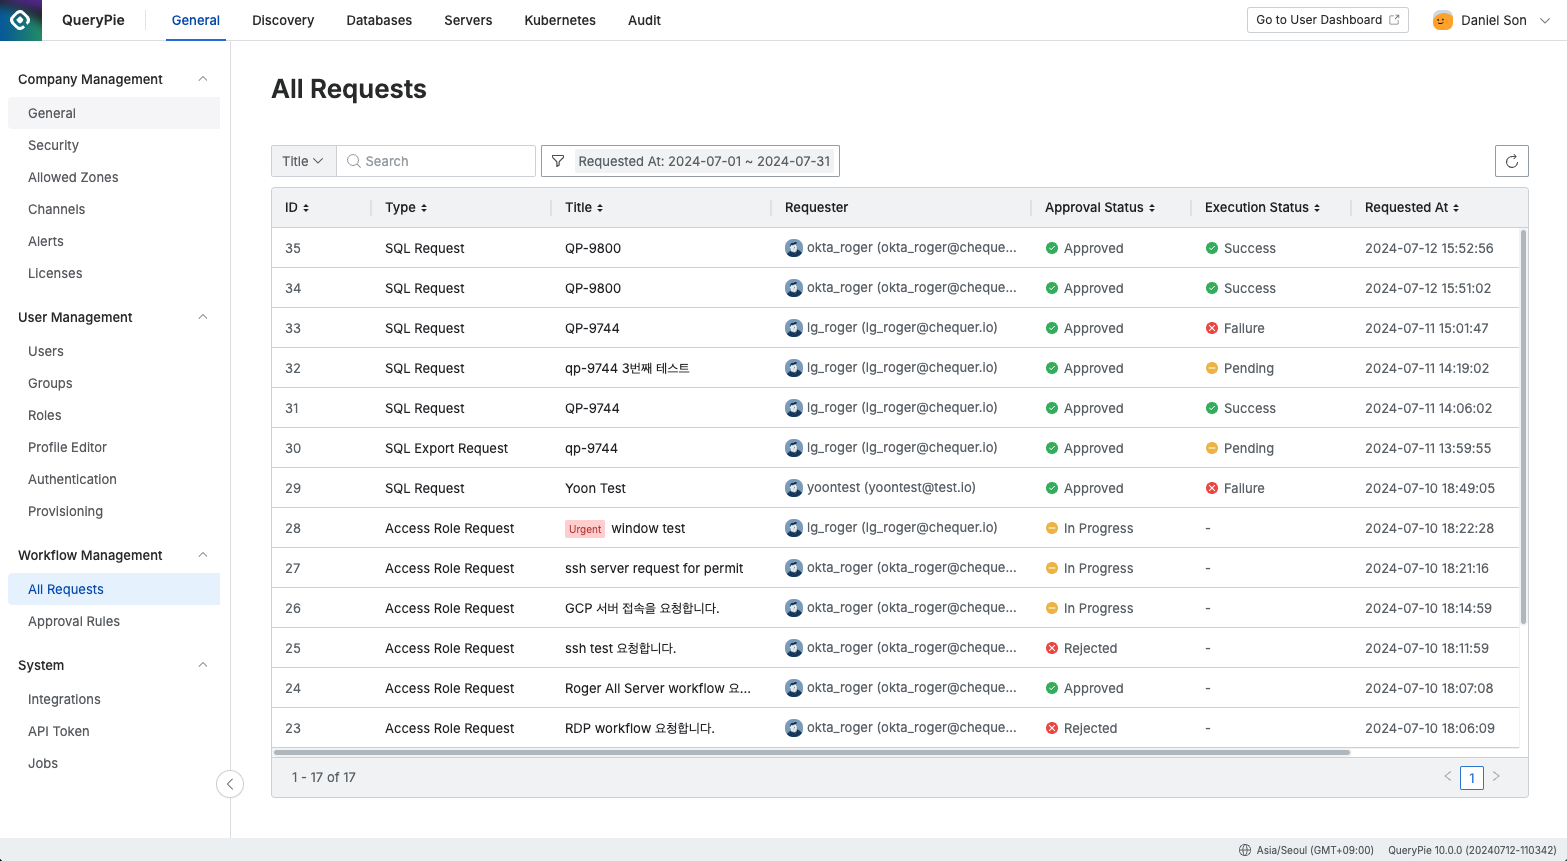 QueryPie General Discovery Databases Servers Kubernetes Audit Go to User Dashboard Daniel Son
Company Management
General
Security
Allowed Zones
Channels
Alerts
Licenses
User Management
Users
Groups
Roles
Profile Editor
Authentication
Provisioning
Workflow Management
All Requests
Approval Rules
System
Integrations
API Token
Jobs
All Requests
Title Search Requested At: 2024-07-01 ~ 2024-07-31
ID Type Title Requester Approval Status Execution Status Requested At
35 SQL Request QP-9800 okta_roger (okta_roger@cheque... Approved Success 2024-07-12 15:52:56
34 SQL Request QP-9800 okta_roger (okta_roger@cheque... Approved Success 2024-07-12 15:51:02
33 SQL Request QP-9744 lg_roger (lg_roger@chequer.io) Approved Failure 2024-07-11 15:01:47
32 SQL Request qp-9744 3번째 테스트 lg_roger (lg_roger@chequer.io) Approved Pending 2024-07-11 14:19:02
31 SQL Request QP-9744 lg_roger (lg_roger@chequer.io) Approved Success 2024-07-11 14:06:02
30 SQL Export Request qp-9744 lg_roger (lg_roger@chequer.io) Approved Pending 2024-07-11 13:59:55
29 SQL Request Yoon Test yoontest (yoontest@test.io) Approved Failure 2024-07-10 18:49:05
28 Access Role Request Urgent window test lg_roger (lg_roger@chequer.io) In Progress - 2024-07-10 18:22:28
27 Access Role Request ssh server request for permit okta_roger (okta_roger@cheque... In Progress - 2024-07-10 18:21:16
26 Access Role Request GCP 서버 접속을 요청합니다. okta_roger (okta_roger@cheque... In Progress - 2024-07-10 18:14:59
25 Access Role Request ssh test 요청합니다. okta_roger (okta_roger@cheque... Rejected - 2024-07-10 18:11:59
24 Access Role Request Roger All Server workflow 요... okta_roger (okta_roger@cheque... Approved - 2024-07-10 18:07:08
23 Access Role Request RDP workflow 요청합니다. okta_roger (okta_roger@cheque... Rejected - 2024-07-10 18:06:09
1 - 17 of 17 1
Asia/Seoul (GMT+09:00) QueryPie 10.0.0 (20240712-110342)